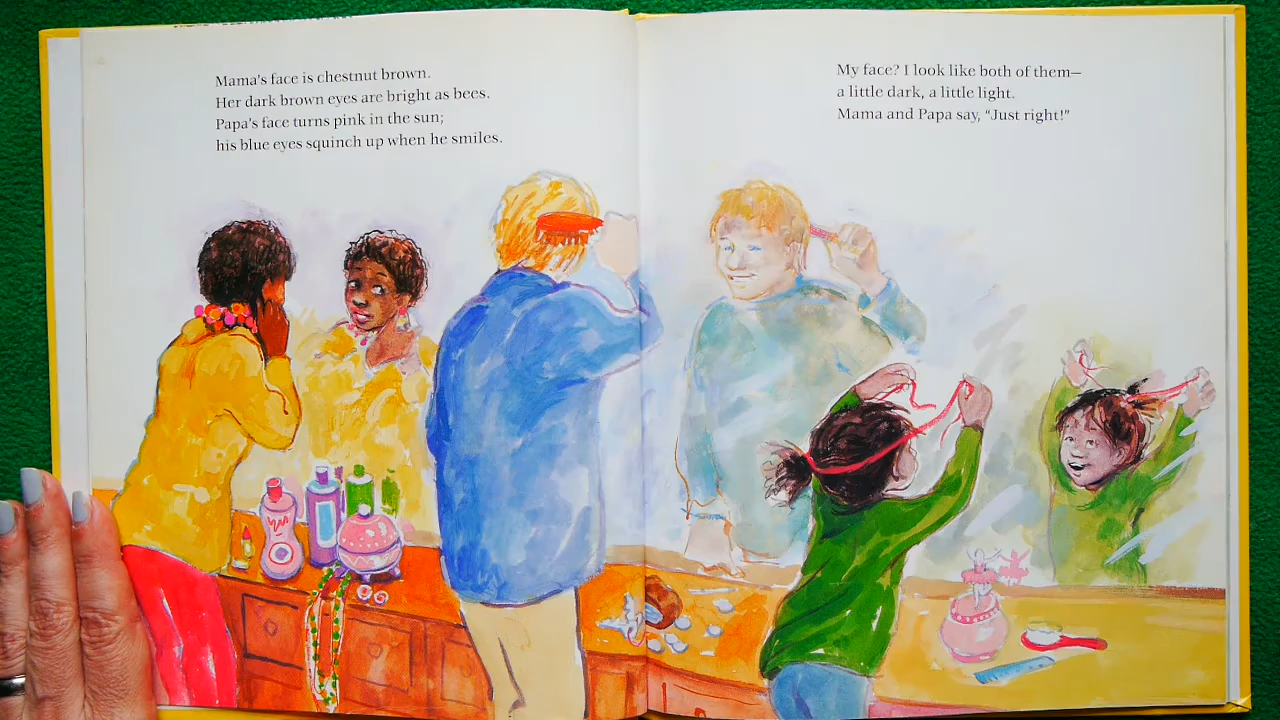 Mama's face is chestnut brown.
Her dark brown eyes are bright as bees.
Papa's face turns pink in the sun;
his blue eyes squinch up when he smiles.
My face? I look like both of them—
a little dark, a little light.
Mama and Papa say, “Just right!”